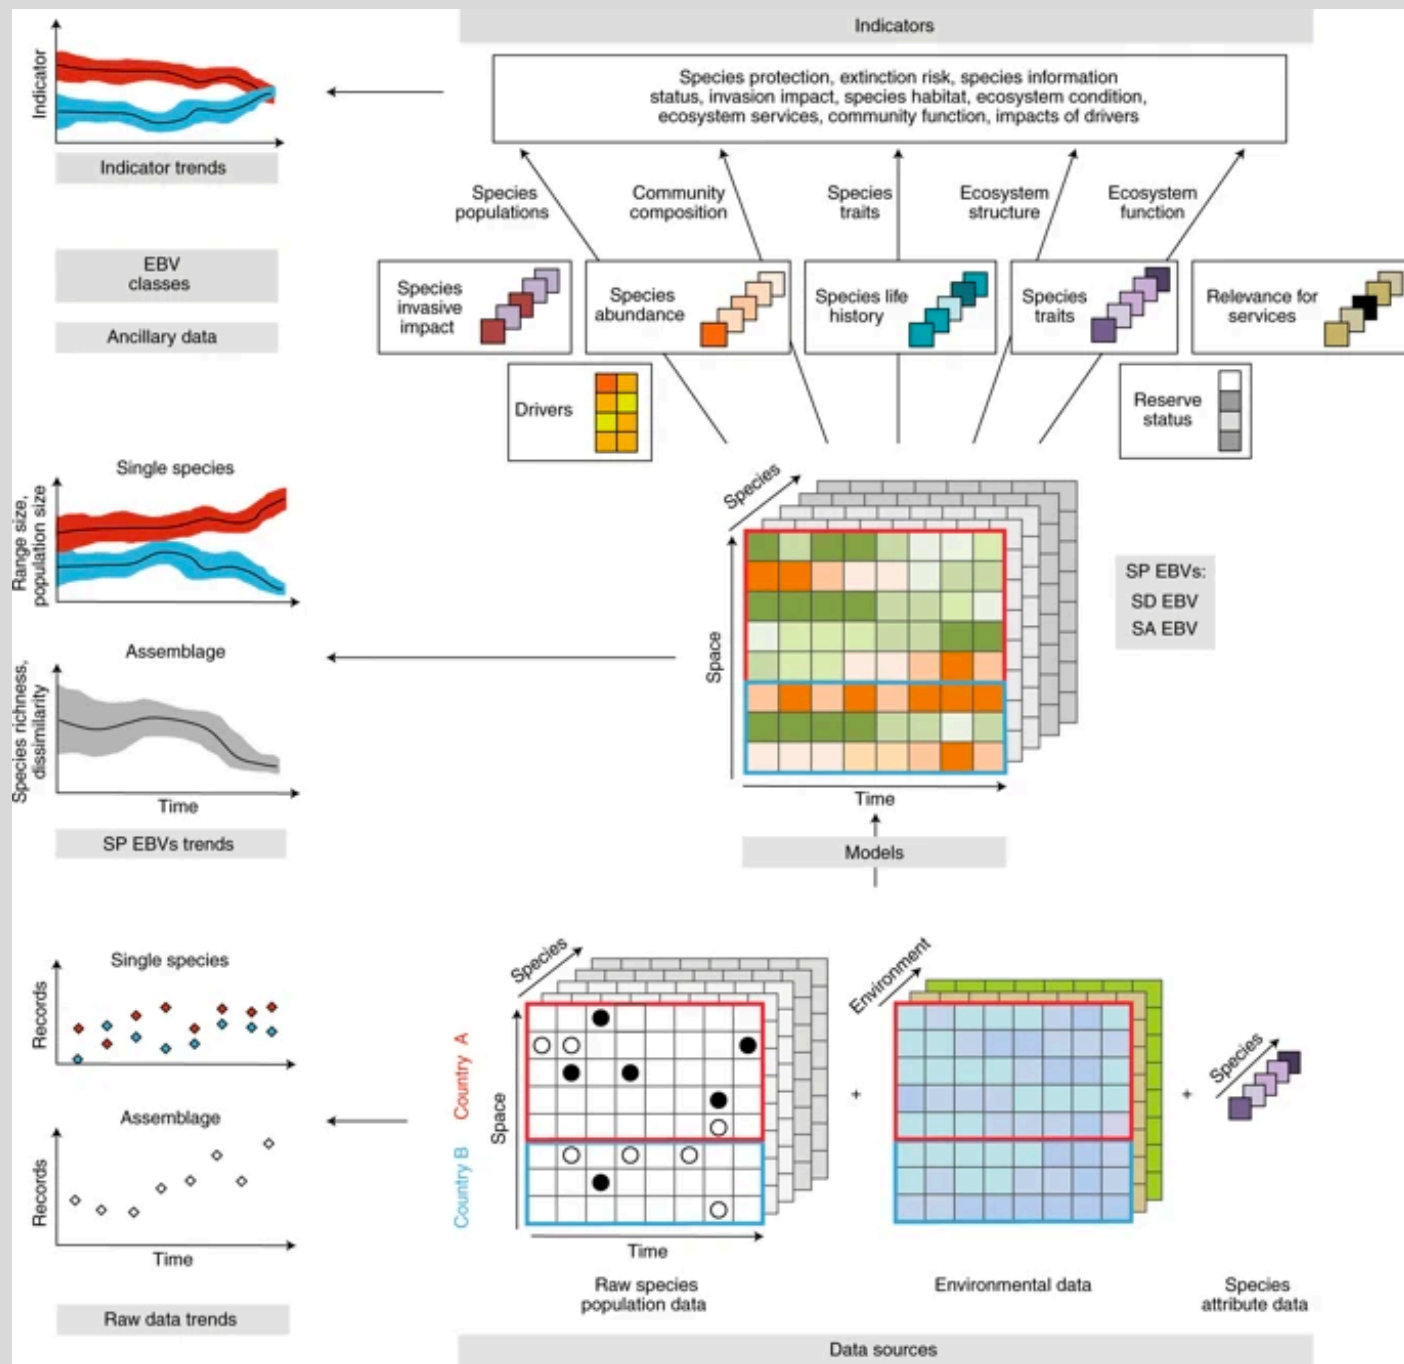 Indicators
Species protection, extinction risk, species information
status, invasion impact, species habitat, ecosystem condition,
ecosystem services, community function, impacts of drivers
Indicator
Indicator trends
Species
populations
Community
composition
Species
traits
Ecosystem
structure
Ecosystem
function
EBV
classes
Ancillary data
Species
invasive
impact
Species
abundance
Species life
history
Species
traits
Relevance for
services
Drivers
Reserve
status
Single species
Range size,
population size
Assemblage
Species richness,
dissimilarity
Time
SP EBVs trends
Species
Space
Time
SP EBVs:
SD EBV
SA EBV
Models
Single species
Records
Assemblage
Records
Time
Raw data trends
Country A
Country B
Species
Space
Time
Raw species
population data
+
Environment
Environmental data
+
Species
Species
attribute data
Data sources